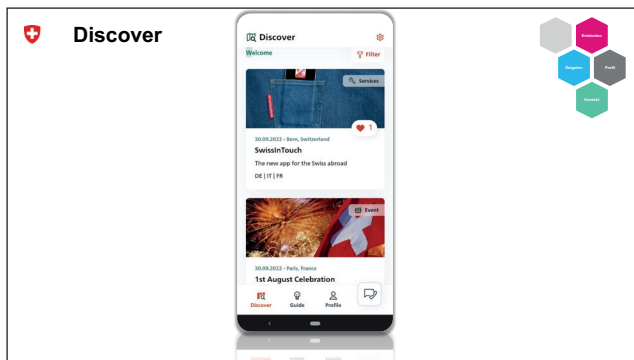 Discover
Discover
Welcome
Filter
Services
1
30.09.2022 - Bern, Switzerland
SwissInTouch
The new app for the Swiss abroad
DE | IT | FR
Event
30.09.2022 - Paris, France
1st August Celebration
Discover
Guide
Profile
Entdecken
Ratgeber
Profil
Kontakt